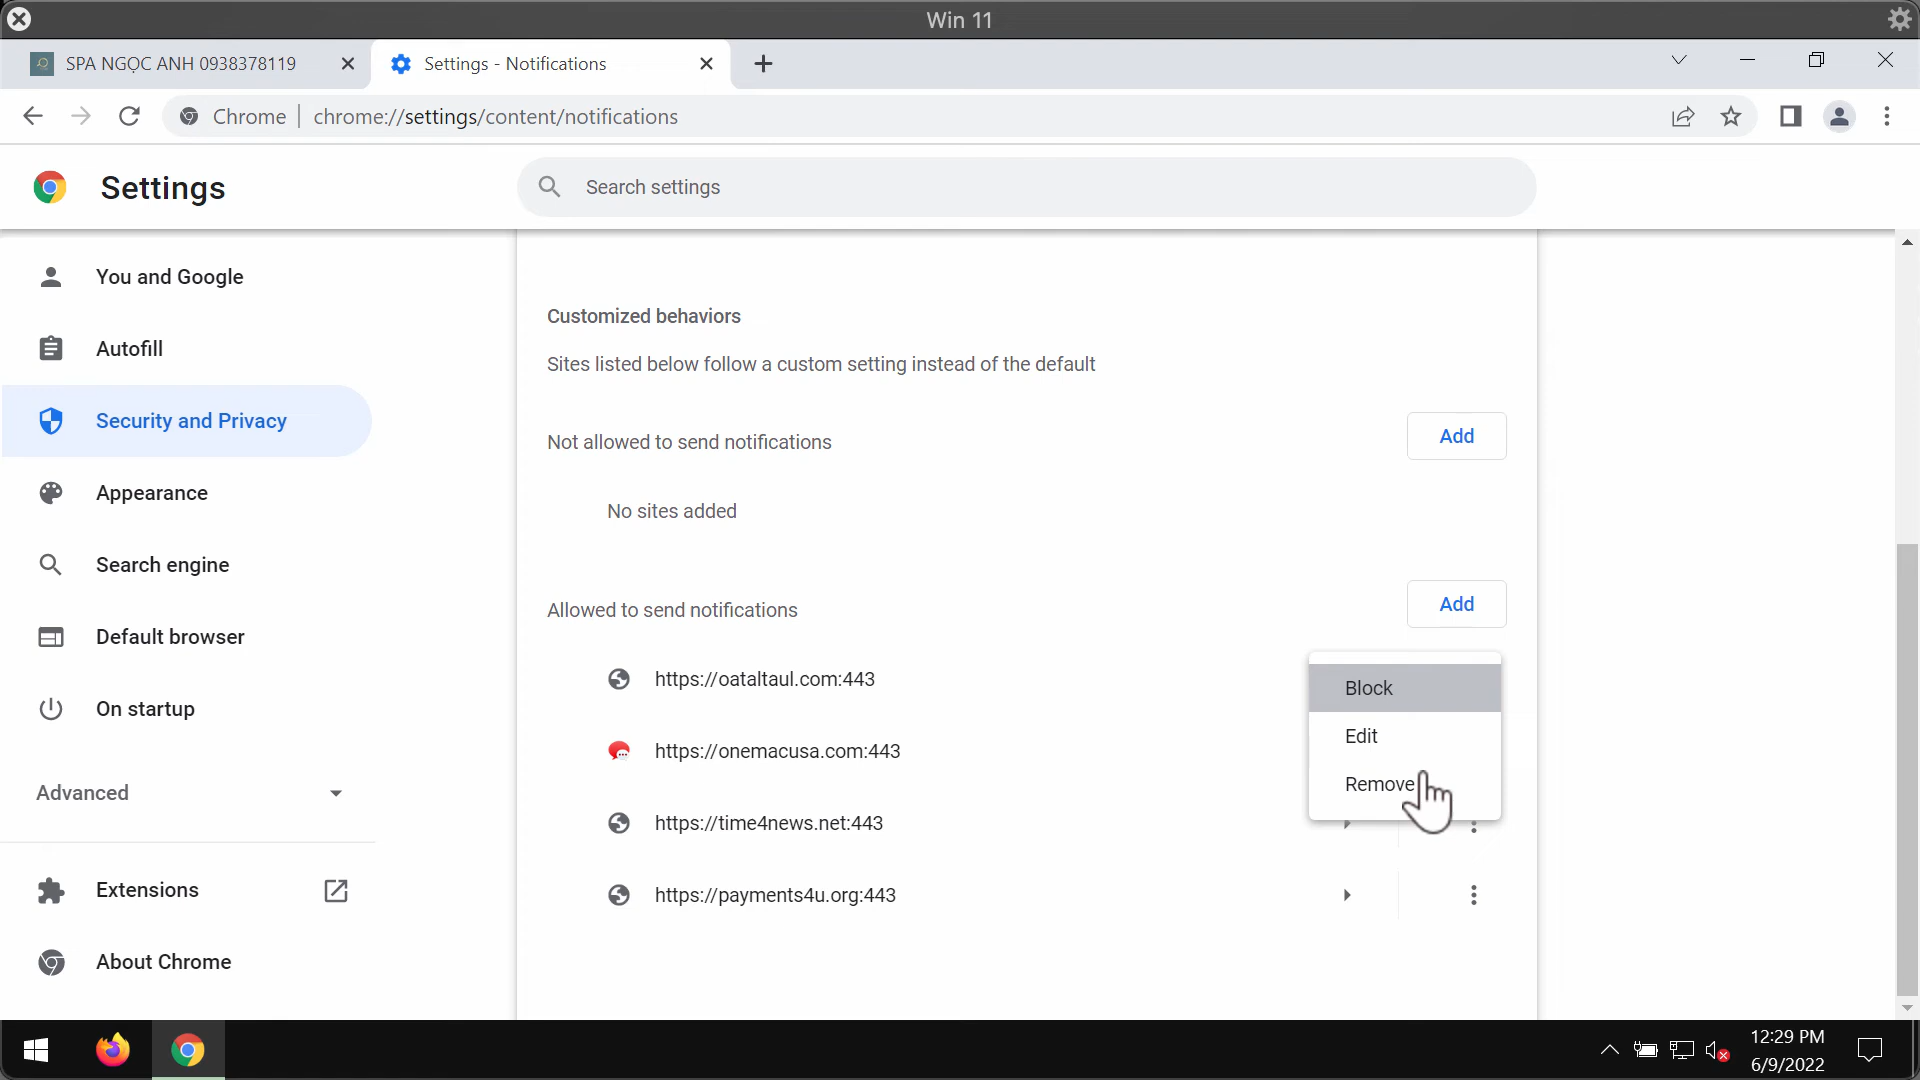 Win 11
SPA NGỌC ANH 0938378119
Settings - Notifications
Chrome
chrome://settings/content/notifications
Settings
Search settings
You and Google
Autofill
Security and Privacy
Appearance
Search engine
Default browser
On startup
Advanced
Extensions
About Chrome
Customized behaviors
Sites listed below follow a custom setting instead of the default
Not allowed to send notifications
Add
No sites added
Allowed to send notifications
Add
https://oataltaul.com:443
https://onemacusa.com:443
https://time4news.net:443
https://payments4u.org:443
Block
Edit
Remove
12:29 PM
6/9/2022